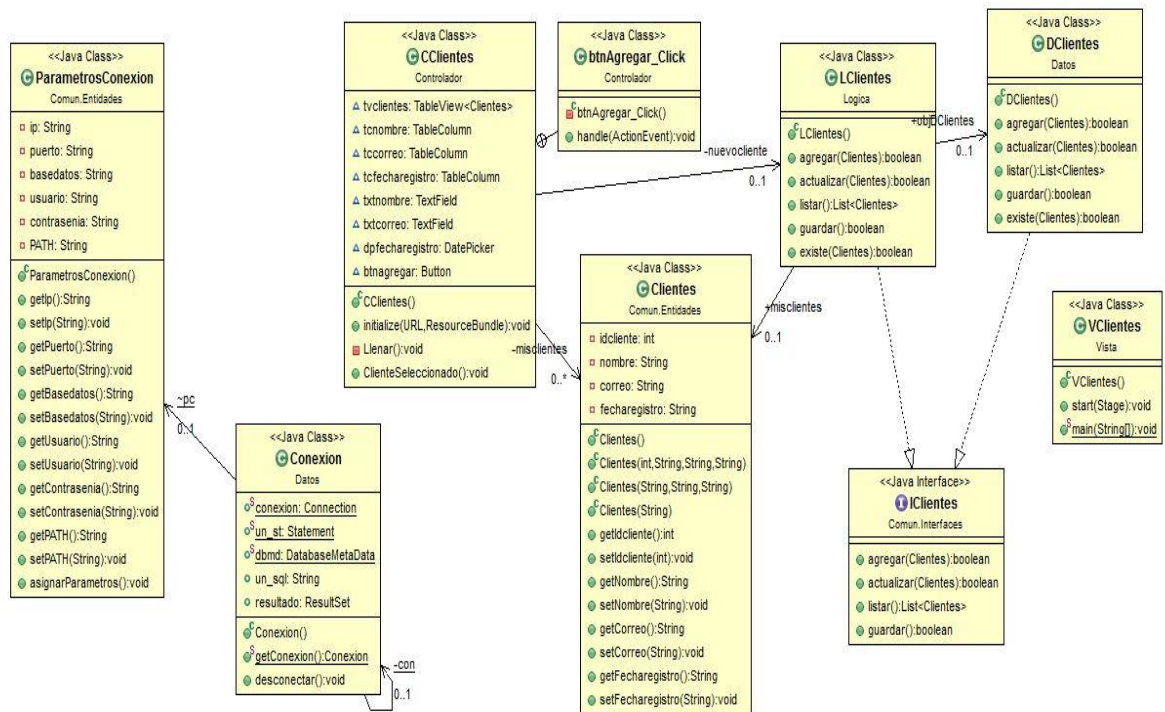 <<Java Class>>
ParametrosConexion
Comun.Entidades
ip: String
puerto: String
basedatos: String
usuario: String
contrasenia: String
PATH: String
ParametrosConexion()
getIp():String
setIp(String):void
getPuerto():String
setPuerto(String):void
getBasedatos():String
setBasedatos(String):void
getUsuario():String
setUsuario(String):void
getContrasenia():String
setContrasenia(String):void
getPATH():String
setPATH(String):void
asignarParametros():void
~pc
0..1
<<Java Class>>
Conexion
Datos
conexion: Connection
un_st: Statement
dbmd: DatabaseMetaData
un_sql: String
resultado: ResultSet
Conexion()
getConexion():Conexion
desconectar():void
-con
0..1
<<Java Class>>
CClientes
Controlador
tvclientes: TableView<Clientes>
tcnombre: TableColumn
tccorreo: TableColumn
tcfecharegistro: TableColumn
txtnombre: TextField
txtcorreo: TextField
dpfecharegistro: DatePicker
btnagregar: Button
CClientes()
initialize(URL,ResourceBundle):void
Llenar():void
ClienteSeleccionado():void
<<Java Class>>
btnAgregar_Click
Controlador
btnAgregar_Click()
handle(ActionEvent):void
-nuevocliente
0..1
-misclientes
0..*
<<Java Class>>
Clientes
Comun.Entidades
idcliente: int
nombre: String
correo: String
fecharegistro: String
Clientes()
Clientes(int,String,String,String)
Clientes(String,String,String)
Clientes(String)
getIdcliente():int
setIdcliente(int):void
getNombre():String
setNombre(String):void
getCorreo():String
setCorreo(String):void
getFecharegistro():String
setFecharegistro(String):void
<<Java Class>>
LClientes
Logica
LClientes()
agregar(Clientes):boolean
actualizar(Clientes):boolean
listar():List<Clientes>
guardar():boolean
existe(Clientes):boolean
+misclientes
0..1
+objDClientes
0..1
<<Java Class>>
DClientes
Datos
DClientes()
agregar(Clientes):boolean
actualizar(Clientes):boolean
listar():List<Clientes>
guardar():boolean
existe(Clientes):boolean
<<Java Class>>
VClientes
Vista
VClientes()
start(Stage):void
main(String[]):void
<<Java Interface>>
IClientes
Comun.Interfaces
agregar(Clientes):boolean
actualizar(Clientes):boolean
listar():List<Clientes>
guardar():boolean